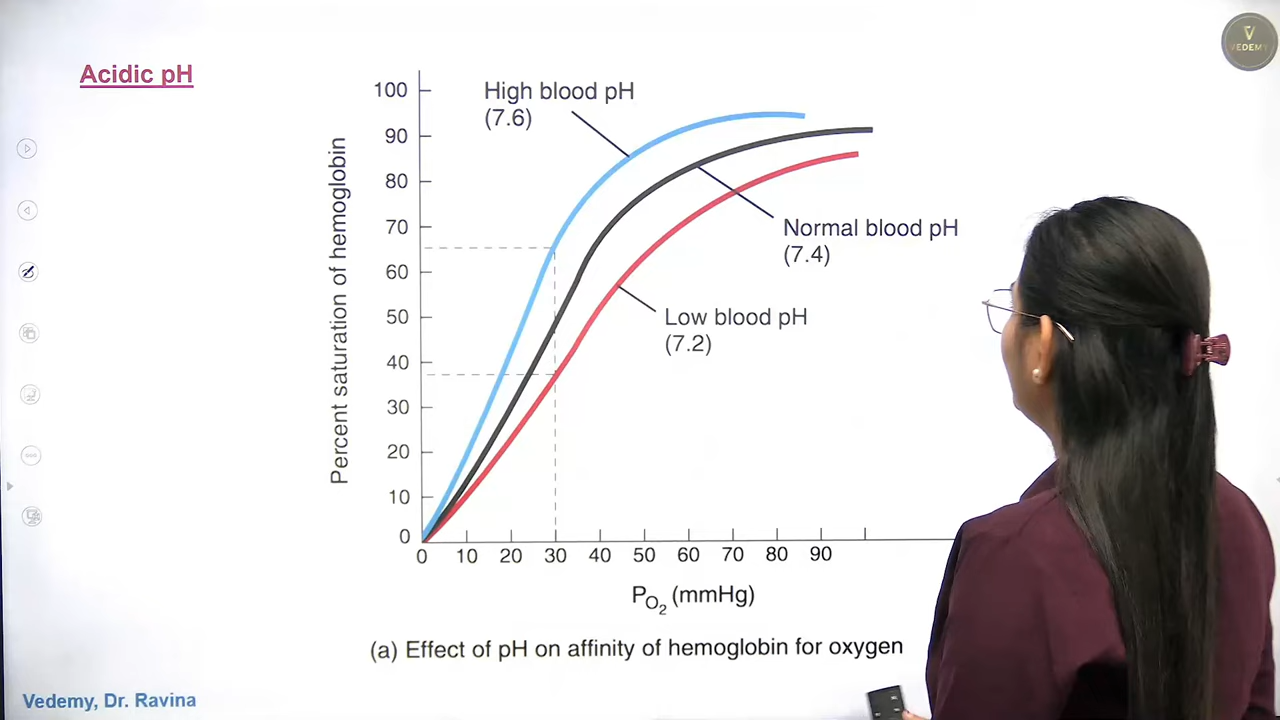 Acidic pH
V
VEDEMY
High blood pH
(7.6)
Normal blood pH
(7.4)
Low blood pH
(7.2)
Percent saturation of hemoglobin
100
90
80
70
60
50
40
30
20
10
0
0 10 20 30 40 50 60 70 80 90
PO2 (mmHg)
(a) Effect of pH on affinity of hemoglobin for oxygen
Vedemy, Dr. Ravina